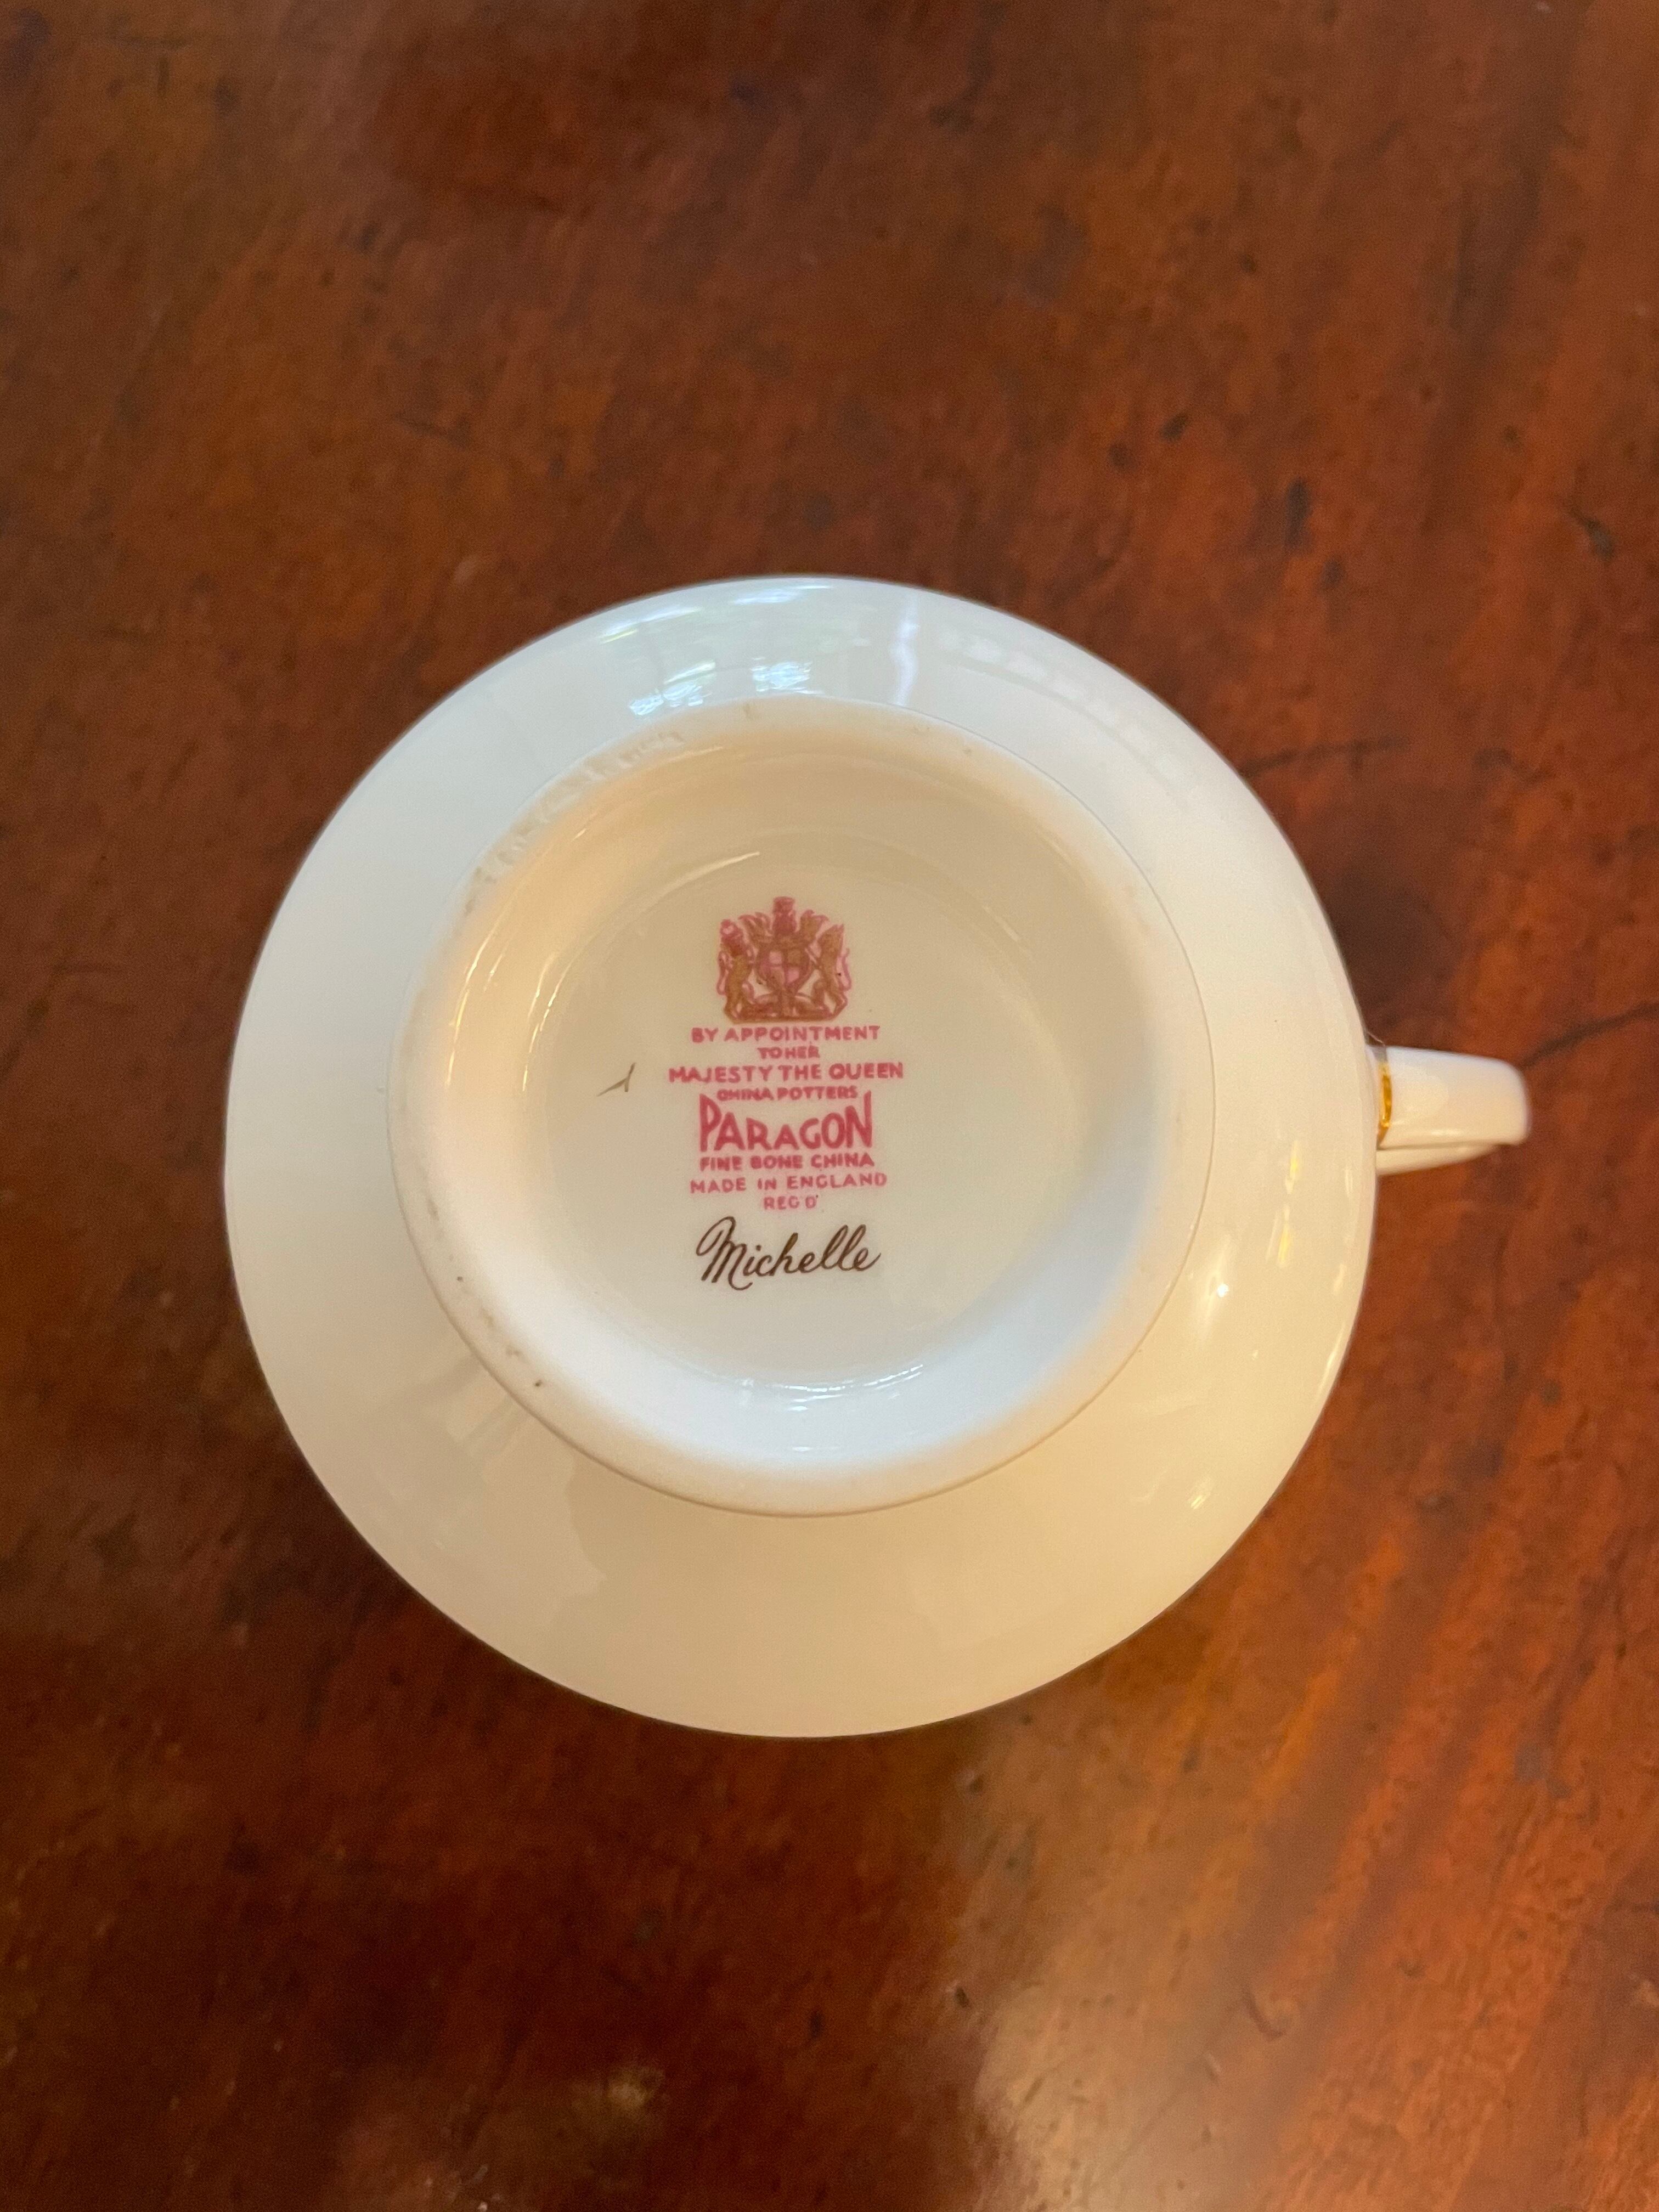 BY APPOINTMENT
TO HER
MAJESTY THE QUEEN
CHINA POTTERS
PARAGON
FINE BONE CHINA
MADE IN ENGLAND
REG'D
Michelle